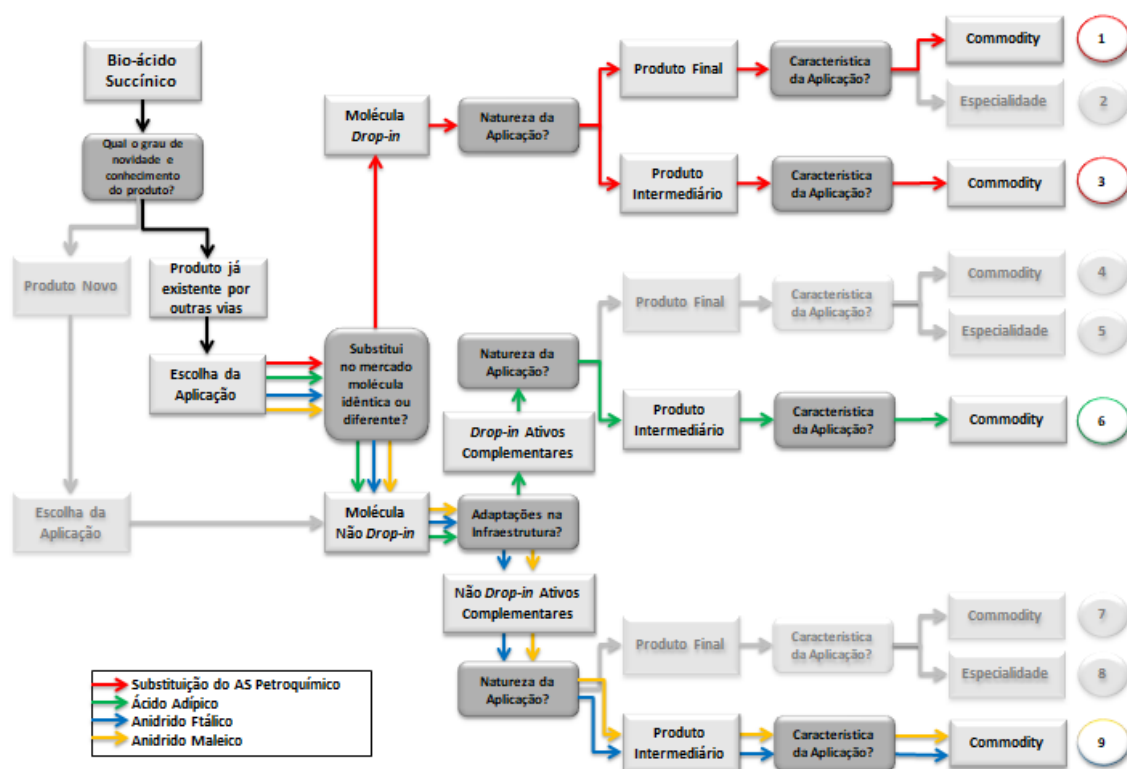 Bio-ácido
Succínico
Qual o grau de
novidade e
conhecimento
do produto?
Produto Novo
Produto já
existente por
outras vias
Escolha da
Aplicação
Escolha da
Aplicação
Substitui
no mercado
molécula
idêntica ou
diferente?
Molécula
Drop-in
Natureza da
Aplicação?
Produto Final
Característica
da Aplicação?
Commodity
1
Especialidade
2
Produto
Intermediário
Característica
da Aplicação?
Commodity
3
Molécula
Não Drop-in
Adaptações na
Infraestrutura?
Drop-in Ativos
Complementares
Natureza da
Aplicação?
Produto Final
Característica
da Aplicação?
Commodity
4
Especialidade
5
Produto
Intermediário
Característica
da Aplicação?
Commodity
6
Não Drop-in Ativos
Complementares
Natureza da
Aplicação?
Produto Final
Característica
da Aplicação?
Commodity
7
Especialidade
8
Produto
Intermediário
Característica
da Aplicação?
Commodity
9
Substituição do AS Petroquímico
Ácido Adípico
Anidrido Ftálico
Anidrido Maleico